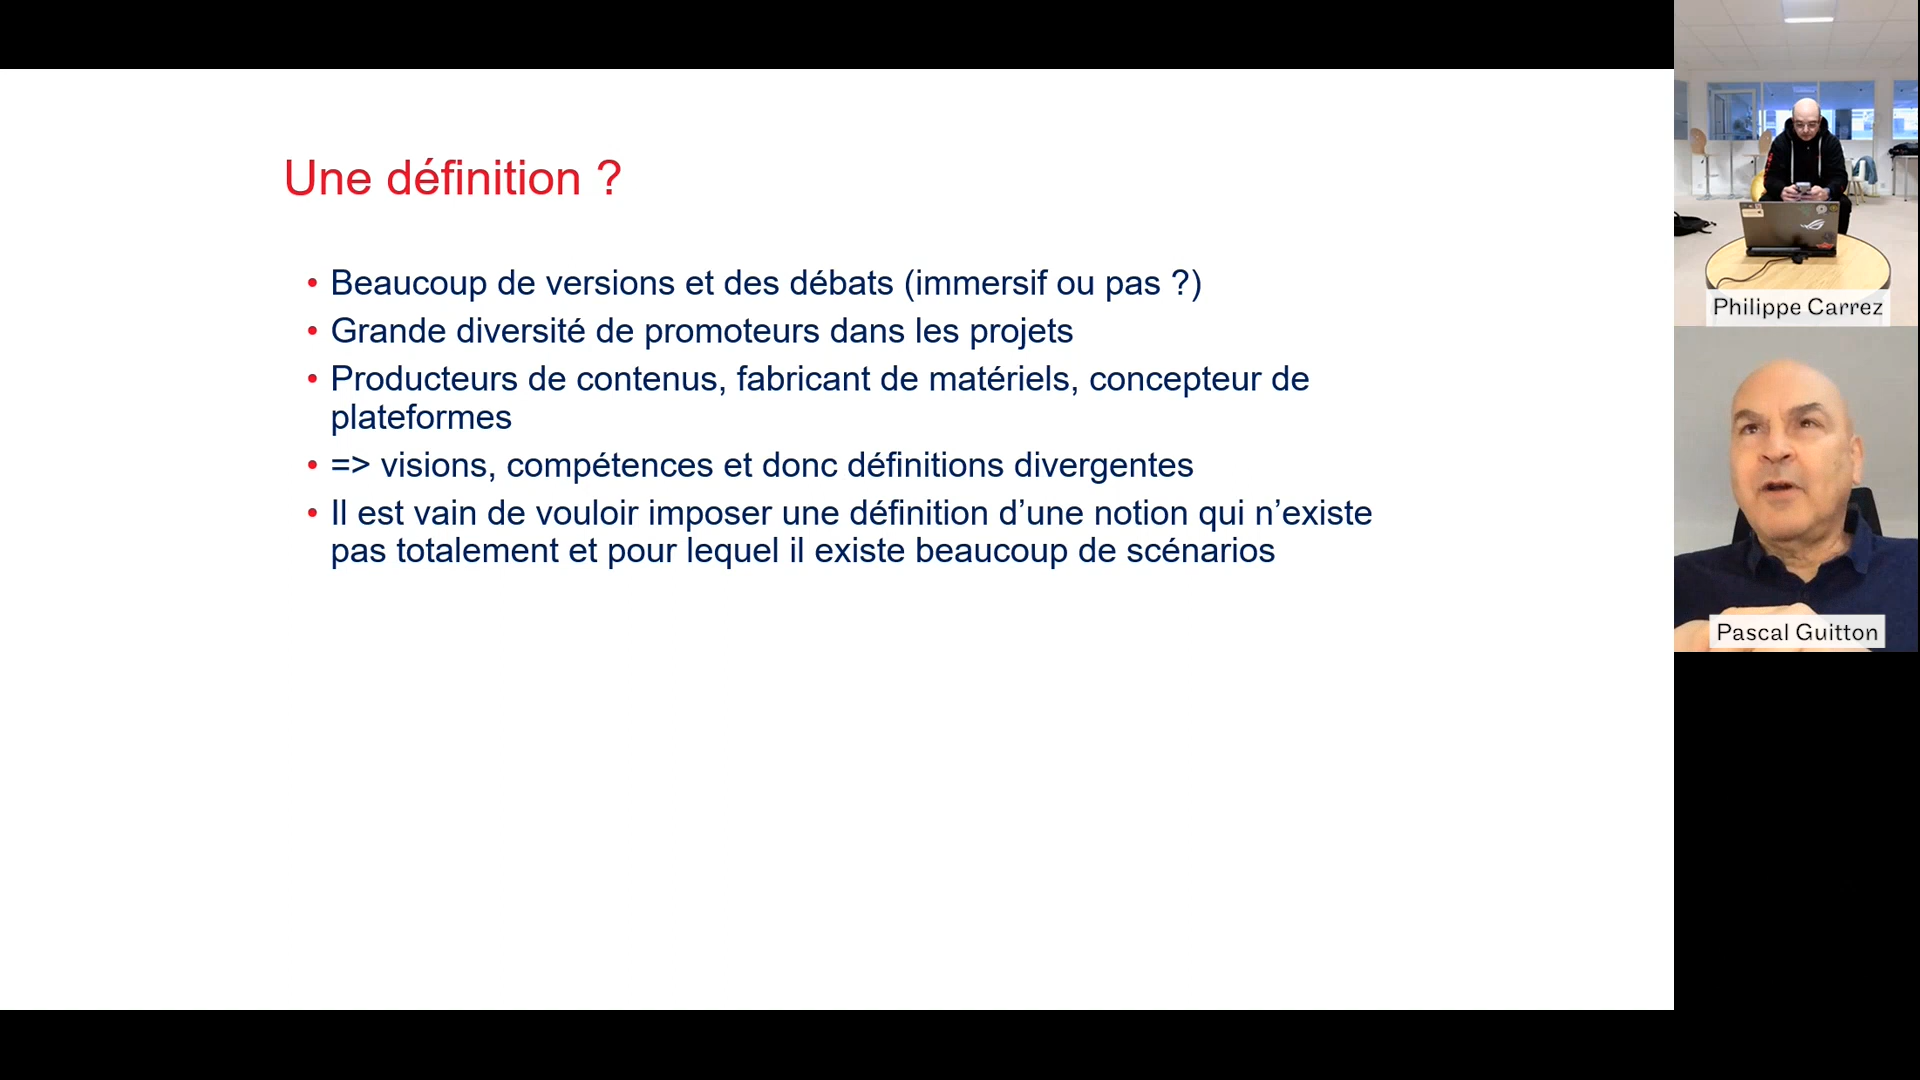 Une définition ?
• Beaucoup de versions et des débats (immersif ou pas ?)
• Grande diversité de promoteurs dans les projets
• Producteurs de contenus, fabricant de matériels, concepteur de
plateformes
• => visions, compétences et donc définitions divergentes
• Il est vain de vouloir imposer une définition d’une notion qui n’existe
pas totalement et pour lequel il existe beaucoup de scénarios
Philippe Carrez
Pascal Guitton